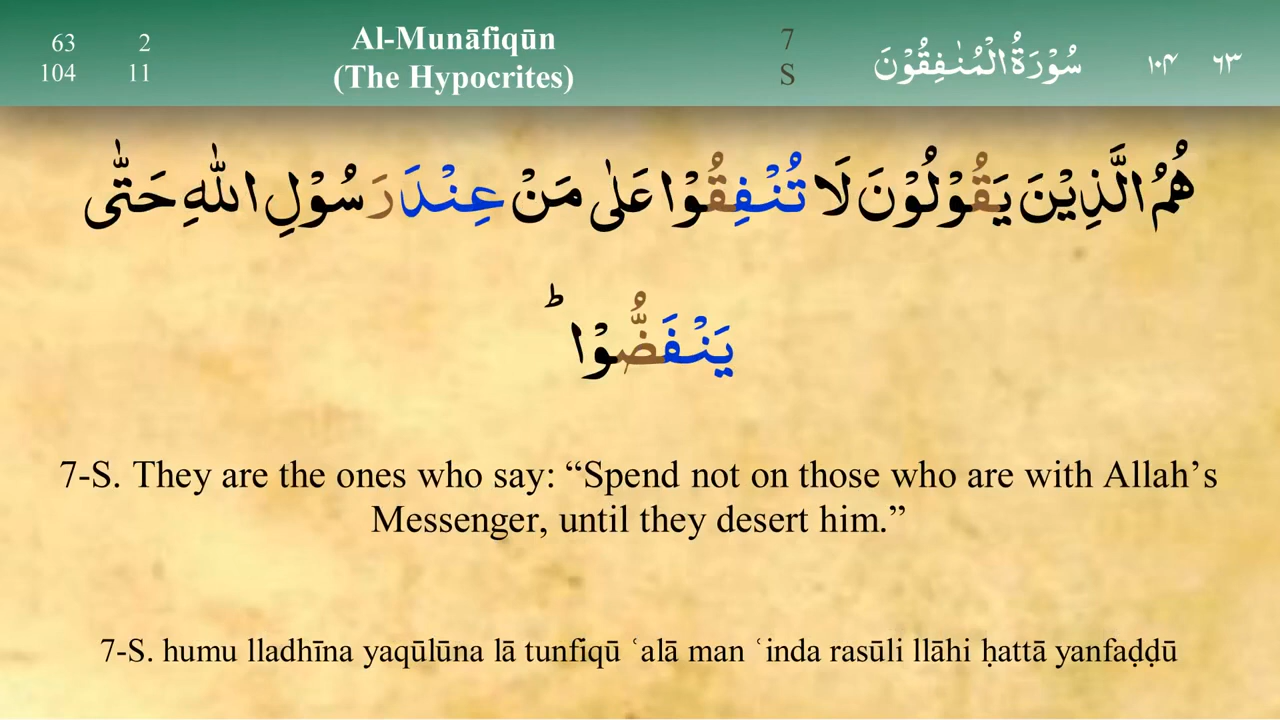 63 2 Al-Munāfiqūn 7
104 11 (The Hypocrites) S
سُوْرَةُ الْمُنٰفِقُوْنَ ١٠۴ ٦٣
هُمُ الَّذِيْنَ يَقُوْلُوْنَ لَا تُنْفِقُوْا عَلٰى مَنْ عِنْدَ رَسُوْلِ اللّٰهِ حَتّٰى
يَنْفَضُّوْا ؕ
7-S. They are the ones who say: “Spend not on those who are with Allah’s
Messenger, until they desert him.”
7-S. humu lladhīna yaqūlūna lā tunfiqū ʿalā man ʿinda rasūli llāhi ḥattā yanfaḍḍū